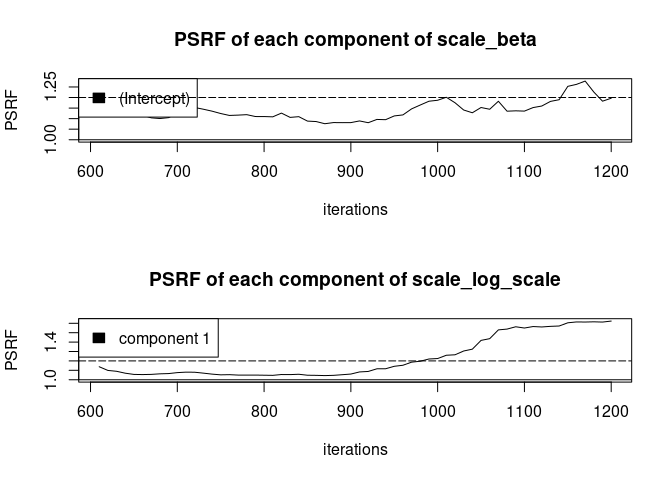 PSRF of each component of scale_beta
PSRF
1.25
1.00
(Intercept)
600 700 800 900 1000 1100 1200
iterations
PSRF of each component of scale_log_scale
PSRF
1.4
1.0
component 1
600 700 800 900 1000 1100 1200
iterations